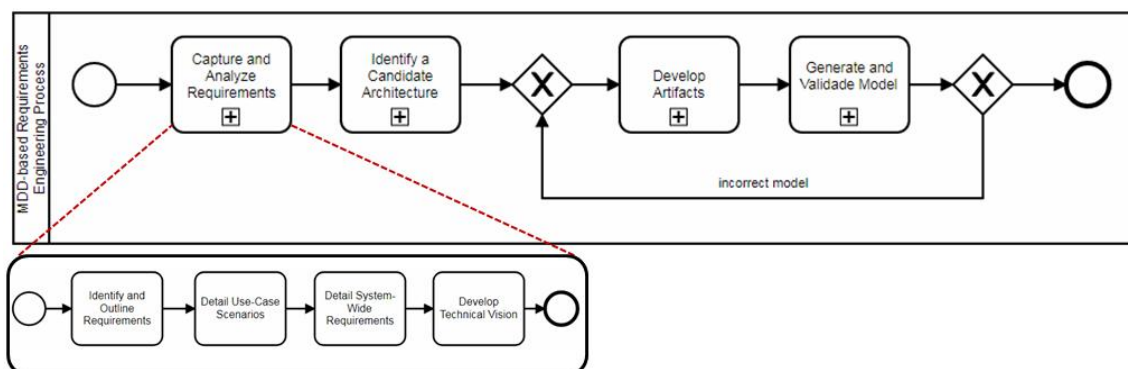 MDD-based Requirements
Engineering Process
Capture and
Analyze
Requirements
Identify a
Candidate
Architecture
X
Develop
Artifacts
Generate and
Validade Model
X
incorrect model
Identify and
Outline
Requirements
Detail Use-Case
Scenarios
Detail System-
Wide
Requirements
Develop
Technical Vision